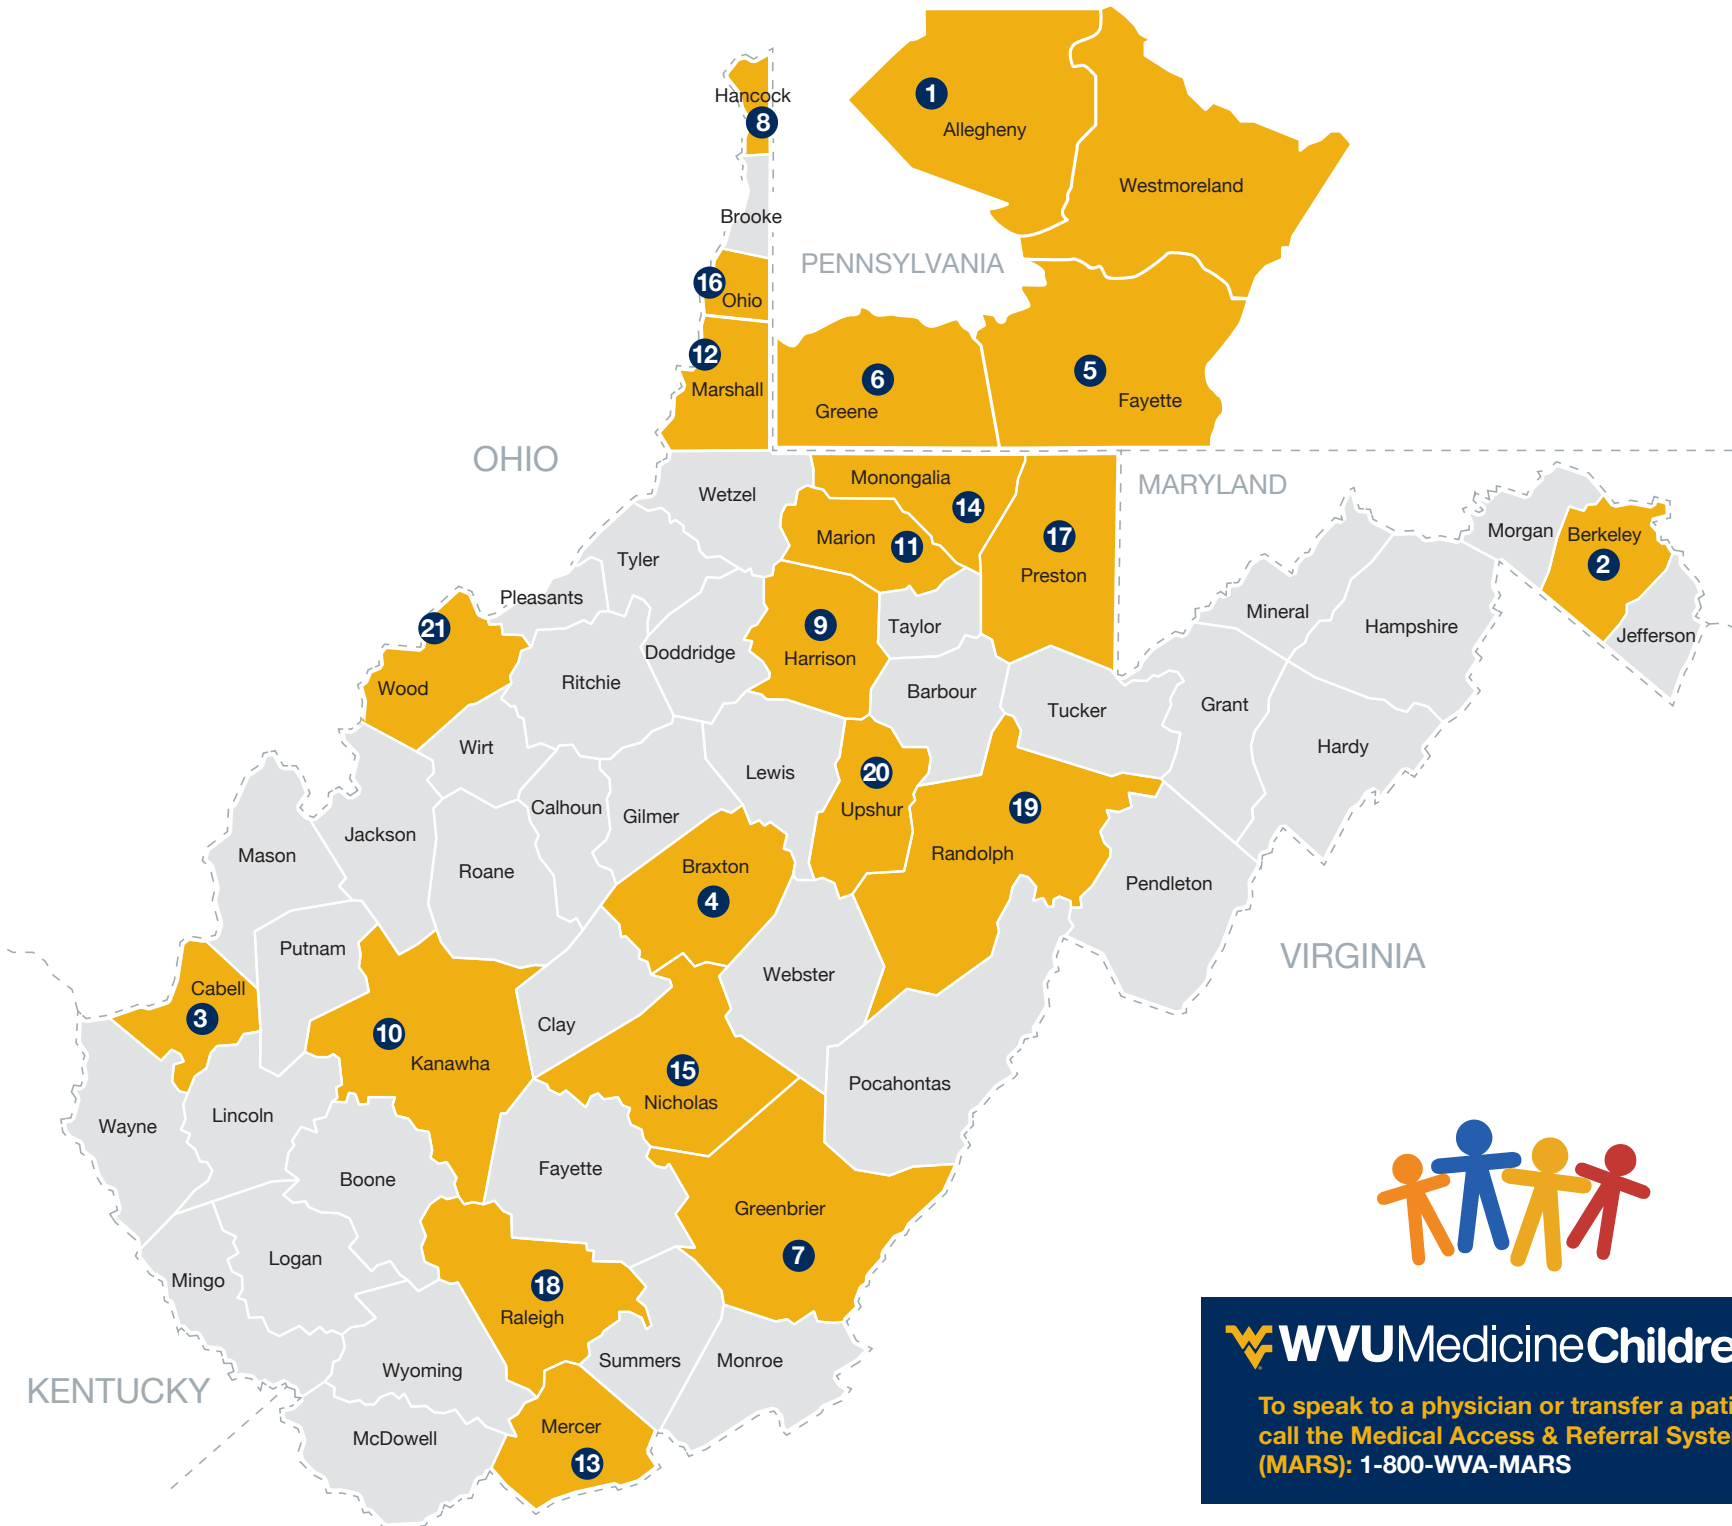 1
Allegheny
Westmoreland
Hancock
8
Brooke
PENNSYLVANIA
16
Ohio
12
Marshall
6
Greene
5
Fayette
OHIO
MARYLAND
Wetzel
Monongalia
14
Marion
11
17
Preston
Morgan
Berkeley
2
Jefferson
Tyler
Pleasants
21
Wood
Doddridge
Ritchie
9
Harrison
Taylor
Barbour
Tucker
Mineral
Hampshire
Grant
Hardy
Wirt
Calhoun
Gilmer
Lewis
20
Upshur
19
Randolph
Mason
Jackson
Roane
Braxton
4
Pendleton
Putnam
Cabell
3
Webster
VIRGINIA
10
Kanawha
Clay
15
Nicholas
Pocahontas
Wayne
Lincoln
Boone
Fayette
Greenbrier
7
Mingo
Logan
18
Raleigh
Wyoming
Summers
Monroe
KENTUCKY
McDowell
Mercer
13
WVUMedicineChildre
To speak to a physician or transfer a pati
call the Medical Access & Referral Syste
(MARS): 1-800-WVA-MARS